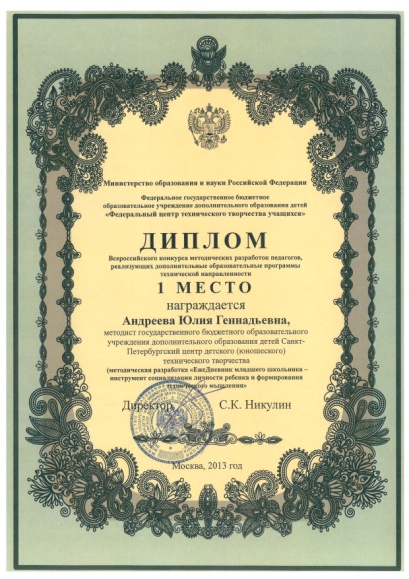 Министерство образования и науки Российской Федерации
Федеральное государственное бюджетное
образовательное учреждение дополнительного образования детей
«Федеральный центр технического творчества учащихся»
ДИПЛОМ
Всероссийского конкурса методических разработок педагогов,
реализующих дополнительные образовательные программы
технической направленности
1 МЕСТО
награждается
Андреева Юлия Геннадьевна,
методист государственного бюджетного образовательного
учреждения дополнительного образования детей Санкт-
Петербургский центр детского (юношеского)
технического творчества
(методическая разработка «ЕжеДневник младшего школьника –
инструмент социализации личности ребенка и формирования
технического мышления»
Директор С.К. Никулин
Москва, 2013 год